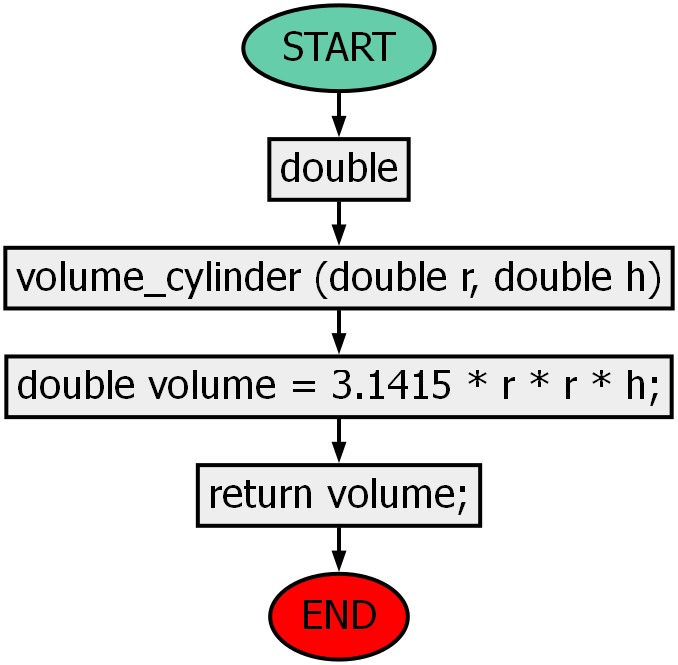 START
double
volume_cylinder (double r, double h)
double volume = 3.1415 * r * r * h;
return volume;
END